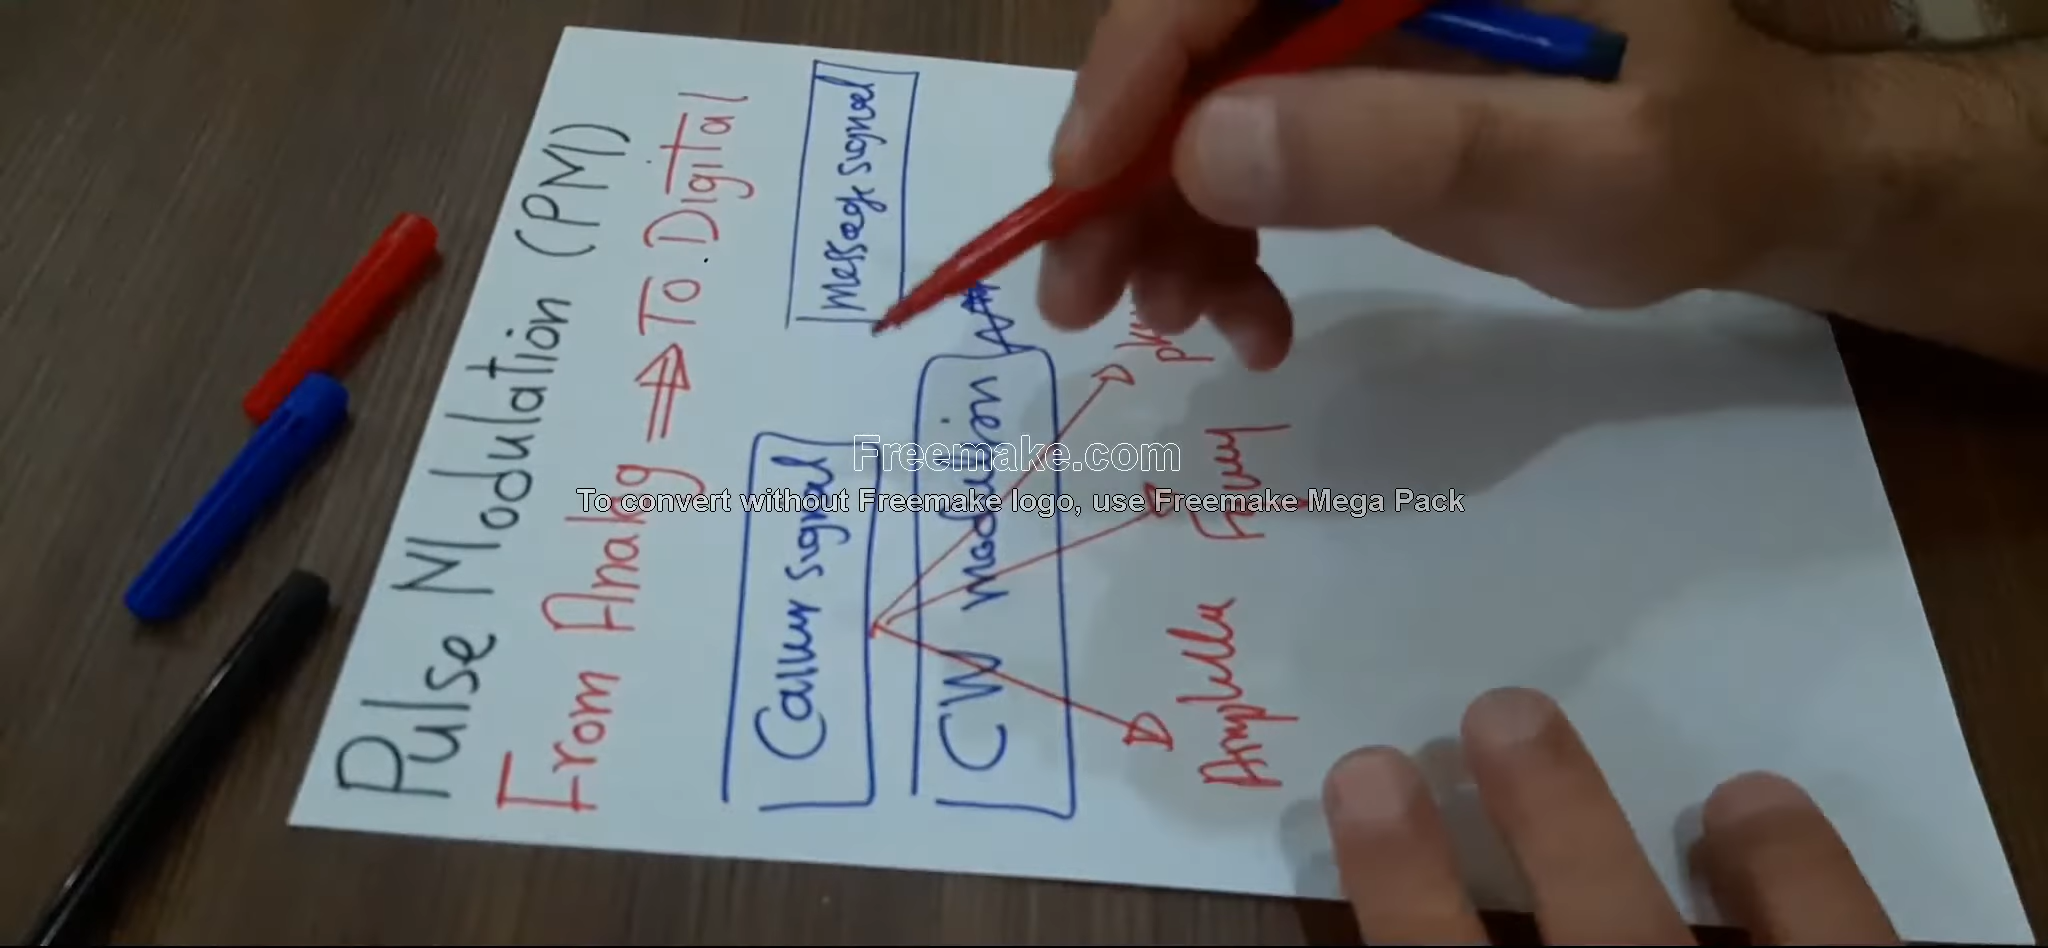 Pulse Modulation (PM)
From Analog ⇒ To Digital
Carrier signal
Message signal
CW modulation
Amplitude
Phase
Freemake.com
To convert without Freemake logo, use Freemake Mega Pack